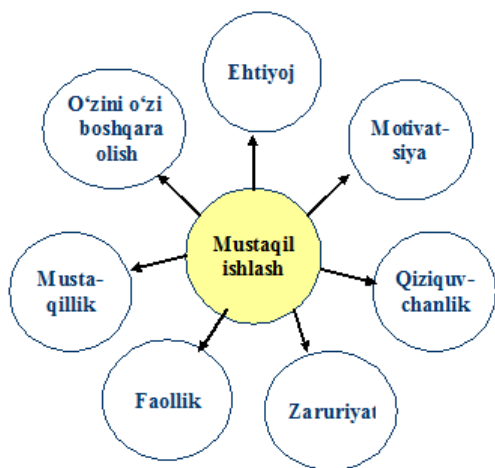 Ehtiyoj
O‘zini o‘zi
boshqara
olish
Motivat-
siya
Mustaqil
ishlash
Musta-
qillik
Qiziquv-
chanlik
Faollik
Zaruriyat